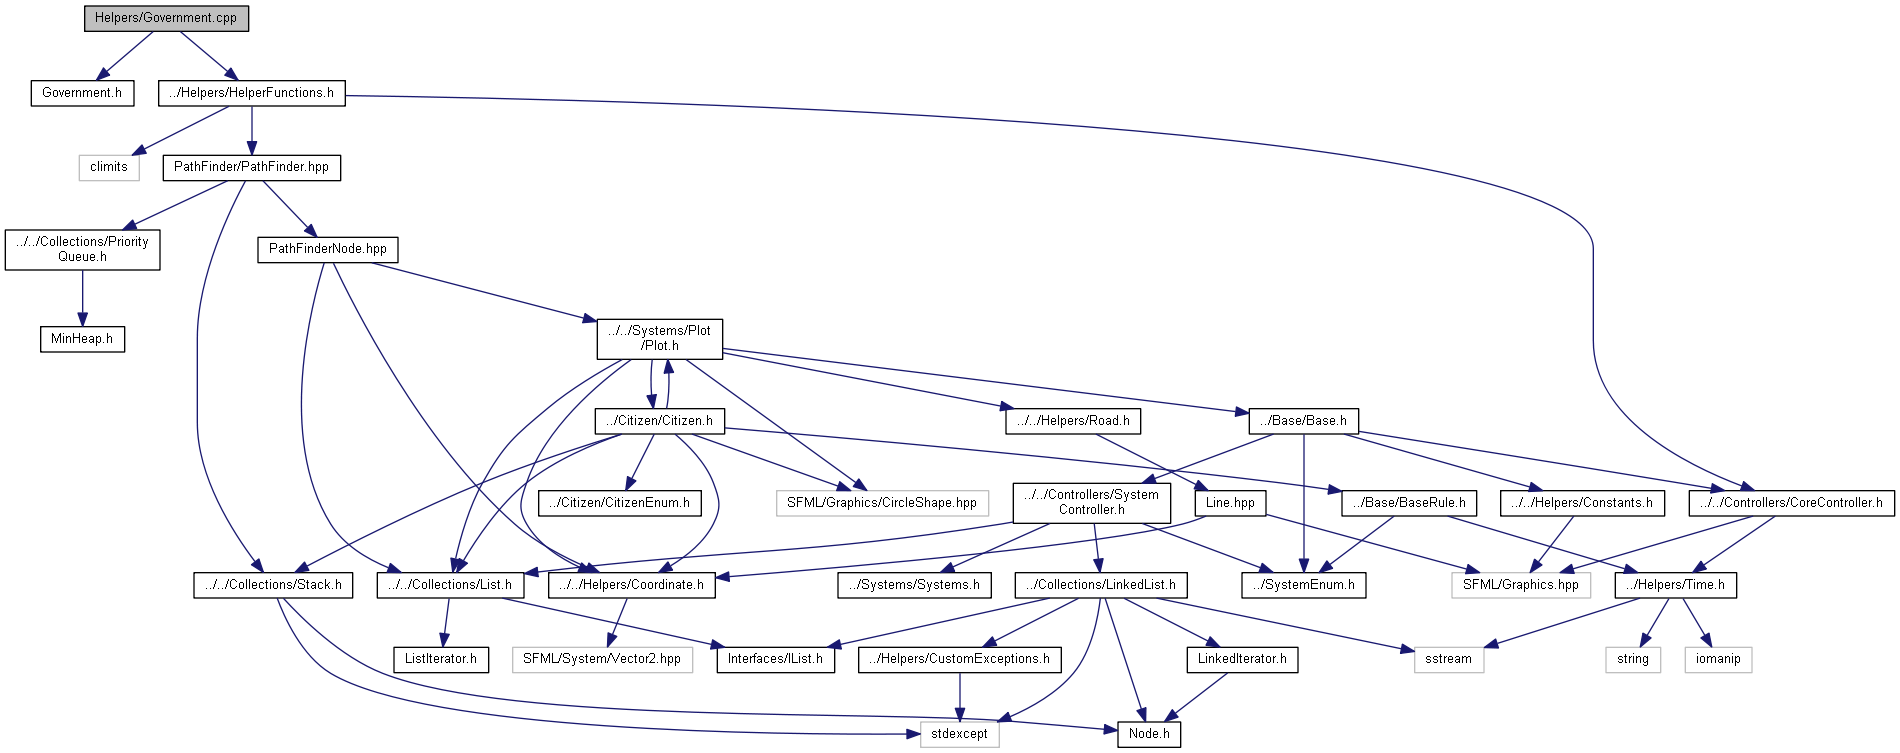 Helpers/Government.cpp
Government.h
../Helpers/HelperFunctions.h
climits
PathFinder/PathFinder.hpp
../../Collections/Priority
Queue.h
PathFinderNode.hpp
MinHeap.h
../../Systems/Plot
/Plot.h
../Citizen/Citizen.h
../../Helpers/Road.h
../Base/Base.h
../Citizen/CitizenEnum.h
SFML/Graphics/CircleShape.hpp
../../Controllers/System
Controller.h
Line.hpp
../Base/BaseRule.h
../../Helpers/Constants.h
../../Controllers/CoreController.h
../../Collections/Stack.h
../../Collections/List.h
../../Helpers/Coordinate.h
../Systems/Systems.h
../Collections/LinkedList.h
../SystemEnum.h
SFML/Graphics.hpp
../Helpers/Time.h
ListIterator.h
SFML/System/Vector2.hpp
Interfaces/IList.h
../Helpers/CustomExceptions.h
LinkedIterator.h
sstream
string
iomanip
stdexcept
Node.h